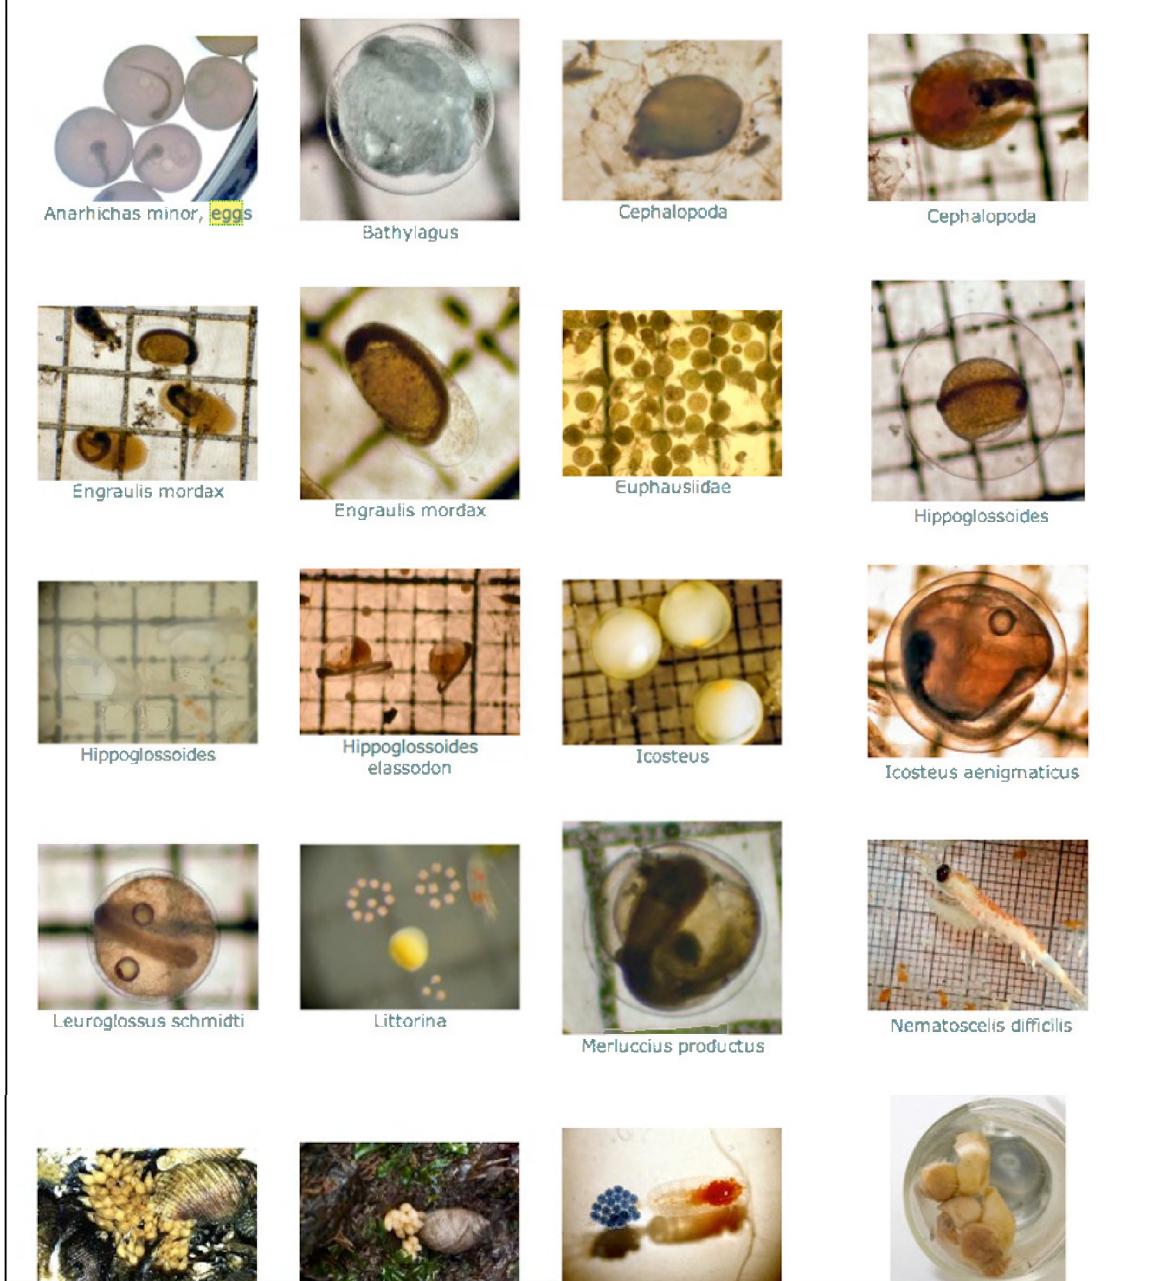 Anarhichas minor, eggs
Bathylagus
Cephalopoda
Cephalopoda
Engraulis mordax
Engraulis mordax
Euphausiidae
Hippoglossoides
Hippoglossoides
Hippoglossoides
elassodon
Icosteus
Icosteus aenigmaticus
Leuroglossus schmidti
Littorina
Merluccius productus
Nematoscelis difficilis